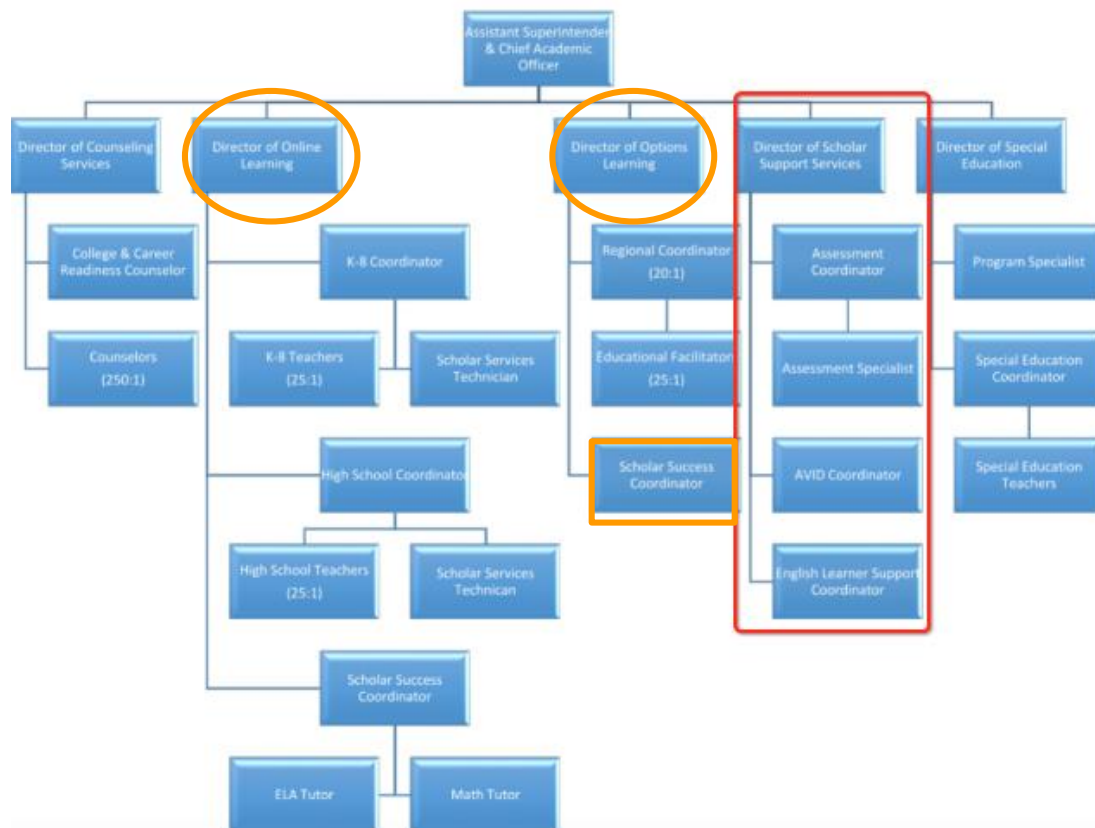 Assistant Superintender
& Chief Academic
Officer
Director of Counseling
Services
Director of Online
Learning
Director of Options
Learning
Director of Scholar
Support Services
Director of Special
Education
College & Career
Readiness Counselor
K-8 Coordinator
Regional Coordinator
(20:1)
Assessment
Coordinator
Program Specialist
Counselors
(250:1)
K-8 Teachers
(25:1)
Scholar Services
Technician
Educational Facilitator
(25:1)
Assessment Specialist
Special Education
Coordinator
High School Coordinator
Scholar Success
Coordinator
AVID Coordinator
Special Education
Teachers
High School Teachers
(25:1)
Scholar Services
Technican
English Learner Support
Coordinator
Scholar Success
Coordinator
ELA Tutor
Math Tutor